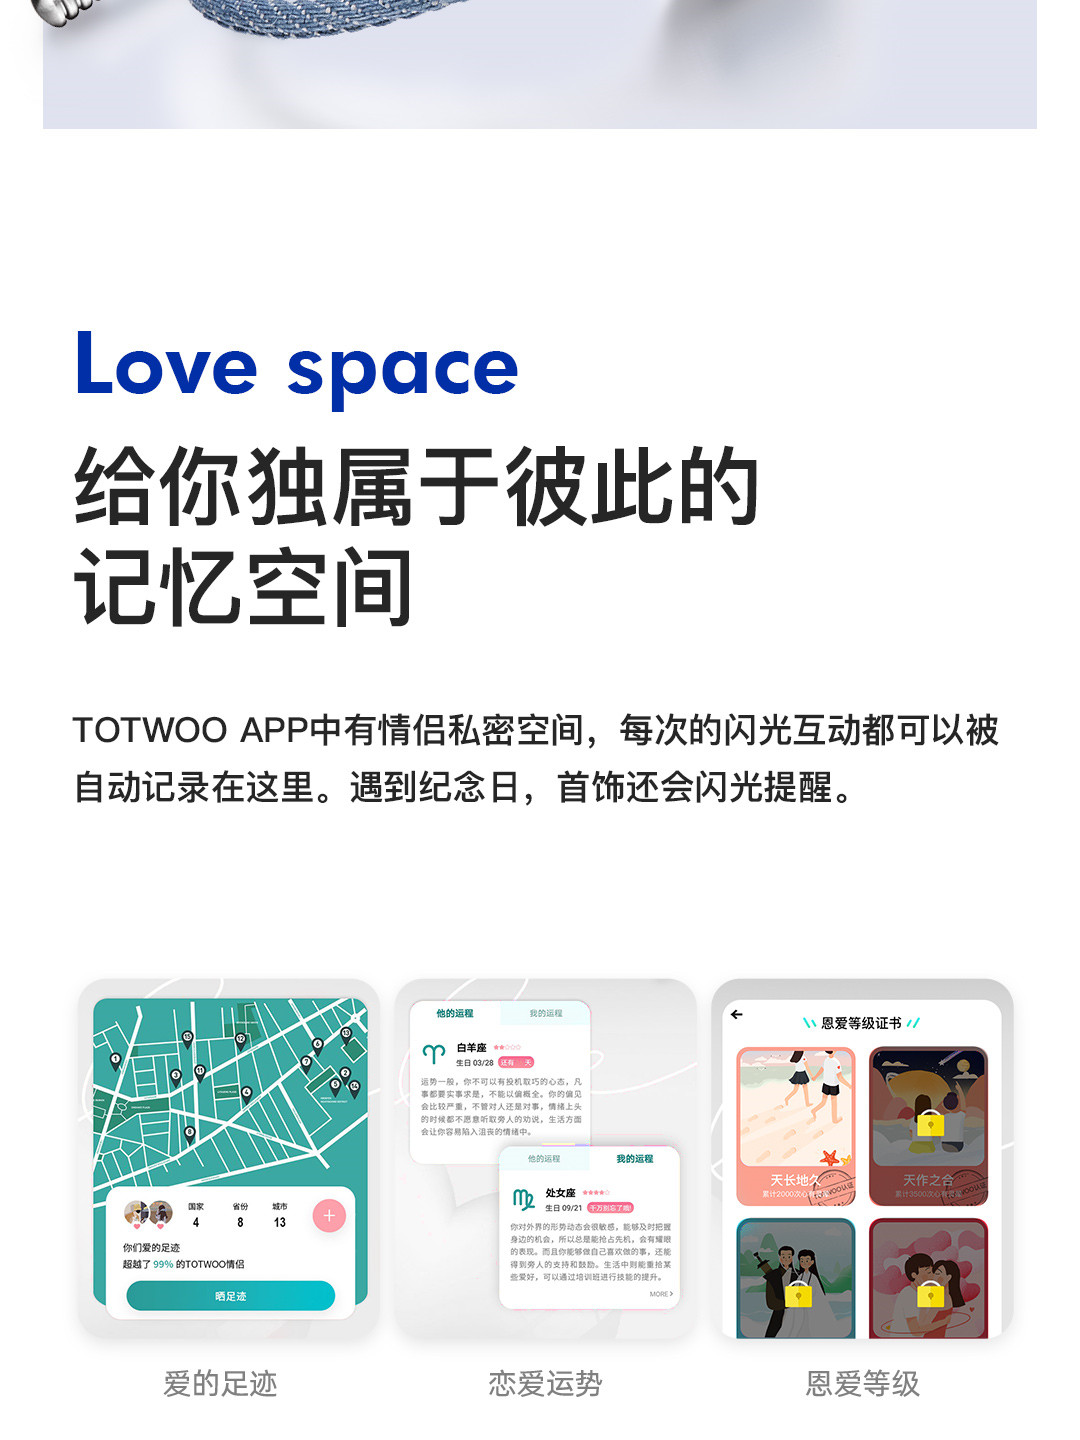 Love space
给你独属于彼此的
记忆空间
TOTWOO APP中有情侣私密空间，每次的闪光互动都可以被
自动记录在这里。遇到纪念日，首饰还会闪光提醒。
1
15
12
6
13
3
11
7
2
4
5
14
8
国家
省份
城市
4
8
13
你们爱的足迹
超越了 99% 的TOTWOO情侣
晒足迹
他的运程
我的运程
白羊座
生日 03/28
还有
天
运势一般，你不可以有投机取巧的心态，凡
事都要实事求是，不能以偏概全。你的偏见
会比较严重，不管对人还是对事，情绪上头
的时候都不愿意听取旁人的劝说，生活方面
会让你容易陷入沮丧的情绪中。
他的运程
我的运程
处女座
生日 09/21
千万别忘了哦!
你对外界的形势动态会很敏感，能够及时把握
身边的机会，所以总是能抢占先机，会有耀眼
的表现。而且你能够做自己喜欢做的事，还能
得到旁人的支持和鼓励。生活中则能重拾某
些爱好，可以通过培训班进行技能的提升。
MORE
恩爱等级证书
天长地久
累计2000次心有灵犀
天作之合
累计3500次心有灵犀
爱的足迹
恋爱运势
恩爱等级